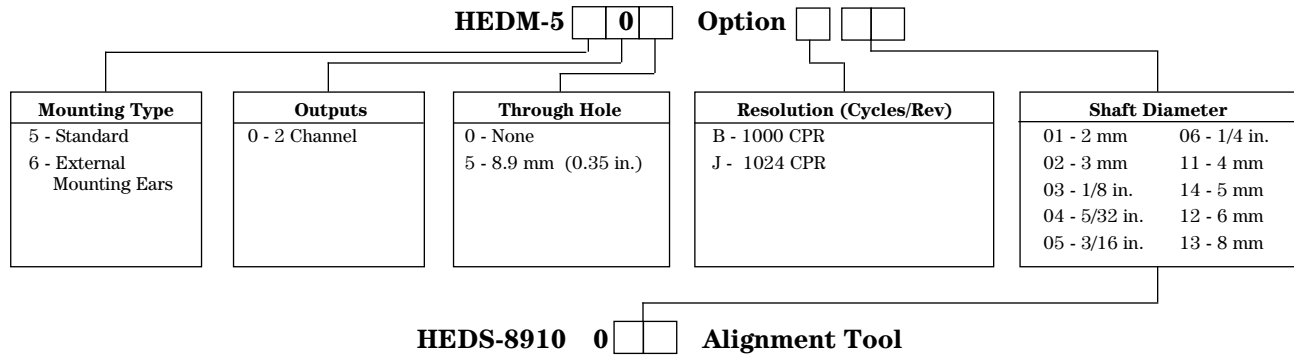 HEDM-5 0 Option
Mounting Type
5 - Standard
6 - External
Mounting Ears
Outputs
0 - 2 Channel
Through Hole
0 - None
5 - 8.9 mm (0.35 in.)
Resolution (Cycles/Rev)
B - 1000 CPR
J - 1024 CPR
Shaft Diameter
01 - 2 mm 06 - 1/4 in.
02 - 3 mm 11 - 4 mm
03 - 1/8 in. 14 - 5 mm
04 - 5/32 in. 12 - 6 mm
05 - 3/16 in. 13 - 8 mm
HEDS-8910 0 Alignment Tool